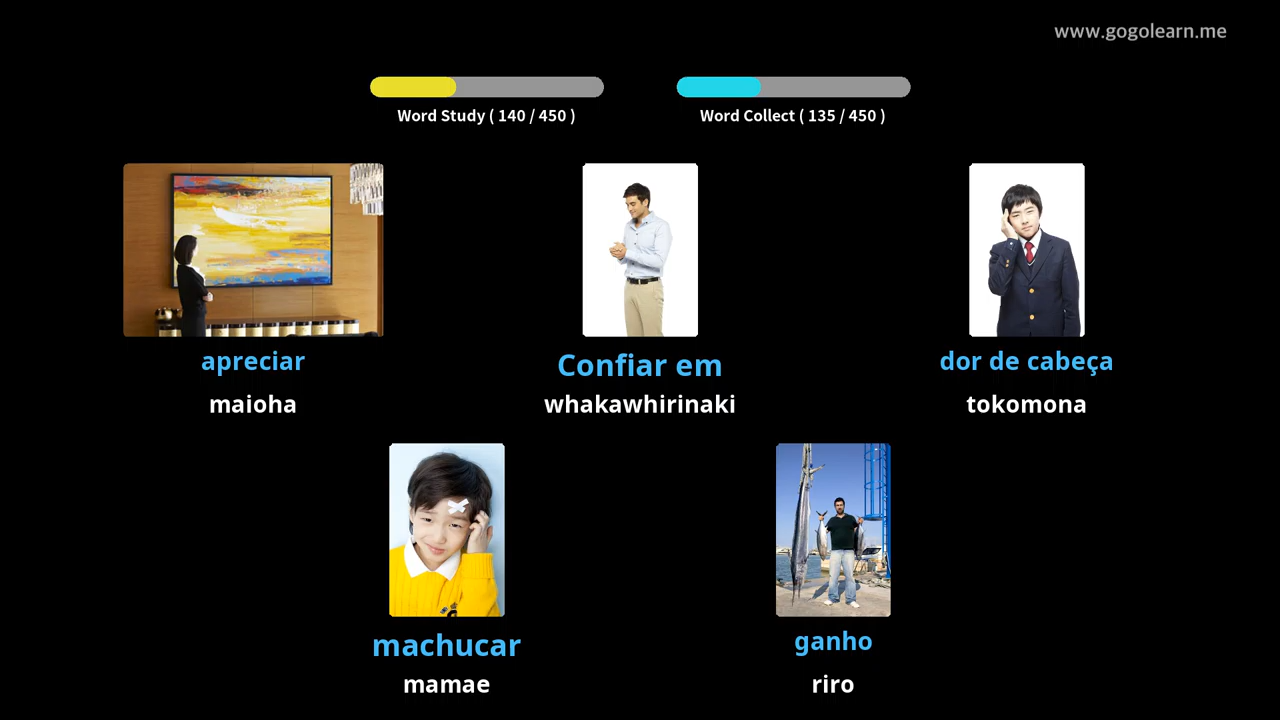 www.gogolearn.me
Word Study ( 140 / 450 )
Word Collect ( 135 / 450 )
apreciar
maioha
Confiar em
whakawhirinaki
dor de cabeça
tokomona
machucar
mamae
ganho
riro